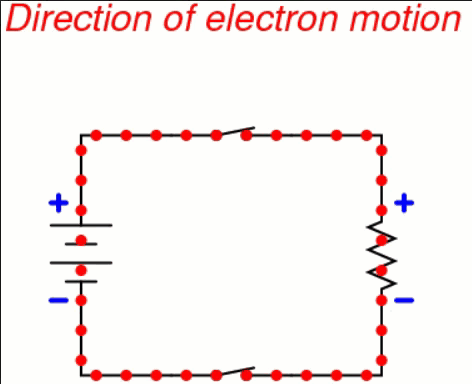 Direction of electron motion
+ +
− −